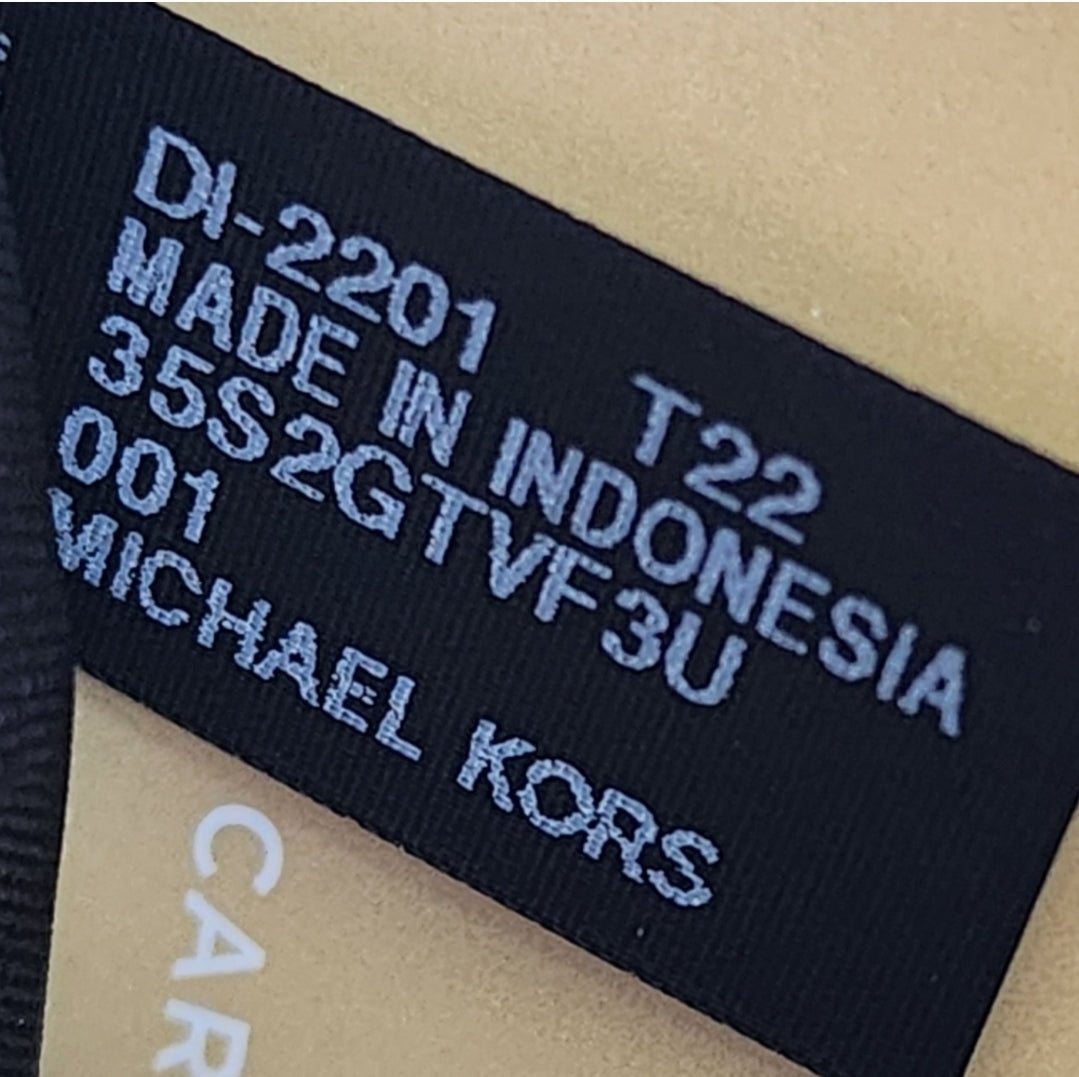 DI-2201 T22
MADE IN INDONESIA
35S2GTVF3U
001
MICHAEL KORS
CAR